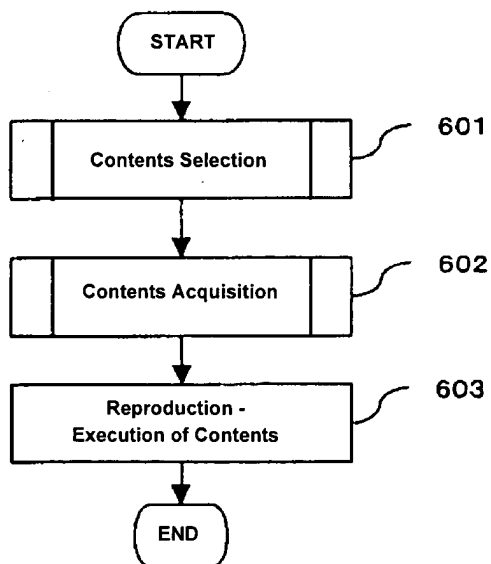 START
Contents Selection
601
Contents Acquisition
602
Reproduction -
Execution of Contents
603
END